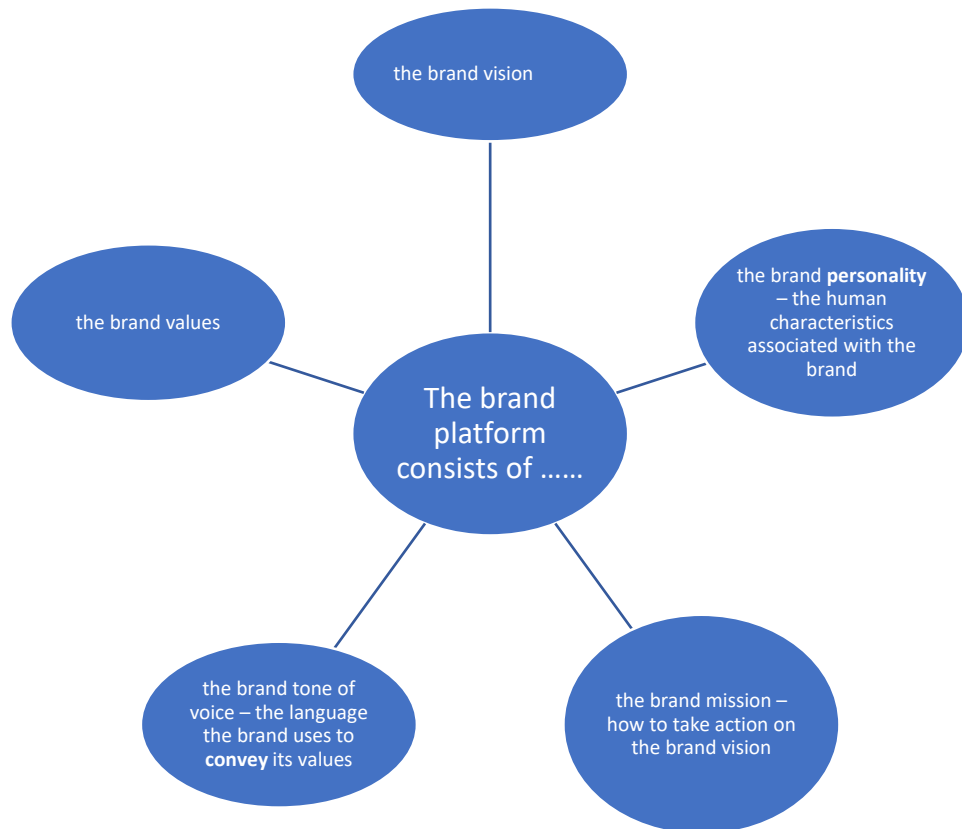 the brand vision
the brand personality
– the human
characteristics
associated with the
brand
the brand values
The brand
platform
consists of ……
the brand tone of
voice – the language
the brand uses to
convey its values
the brand mission –
how to take action on
the brand vision